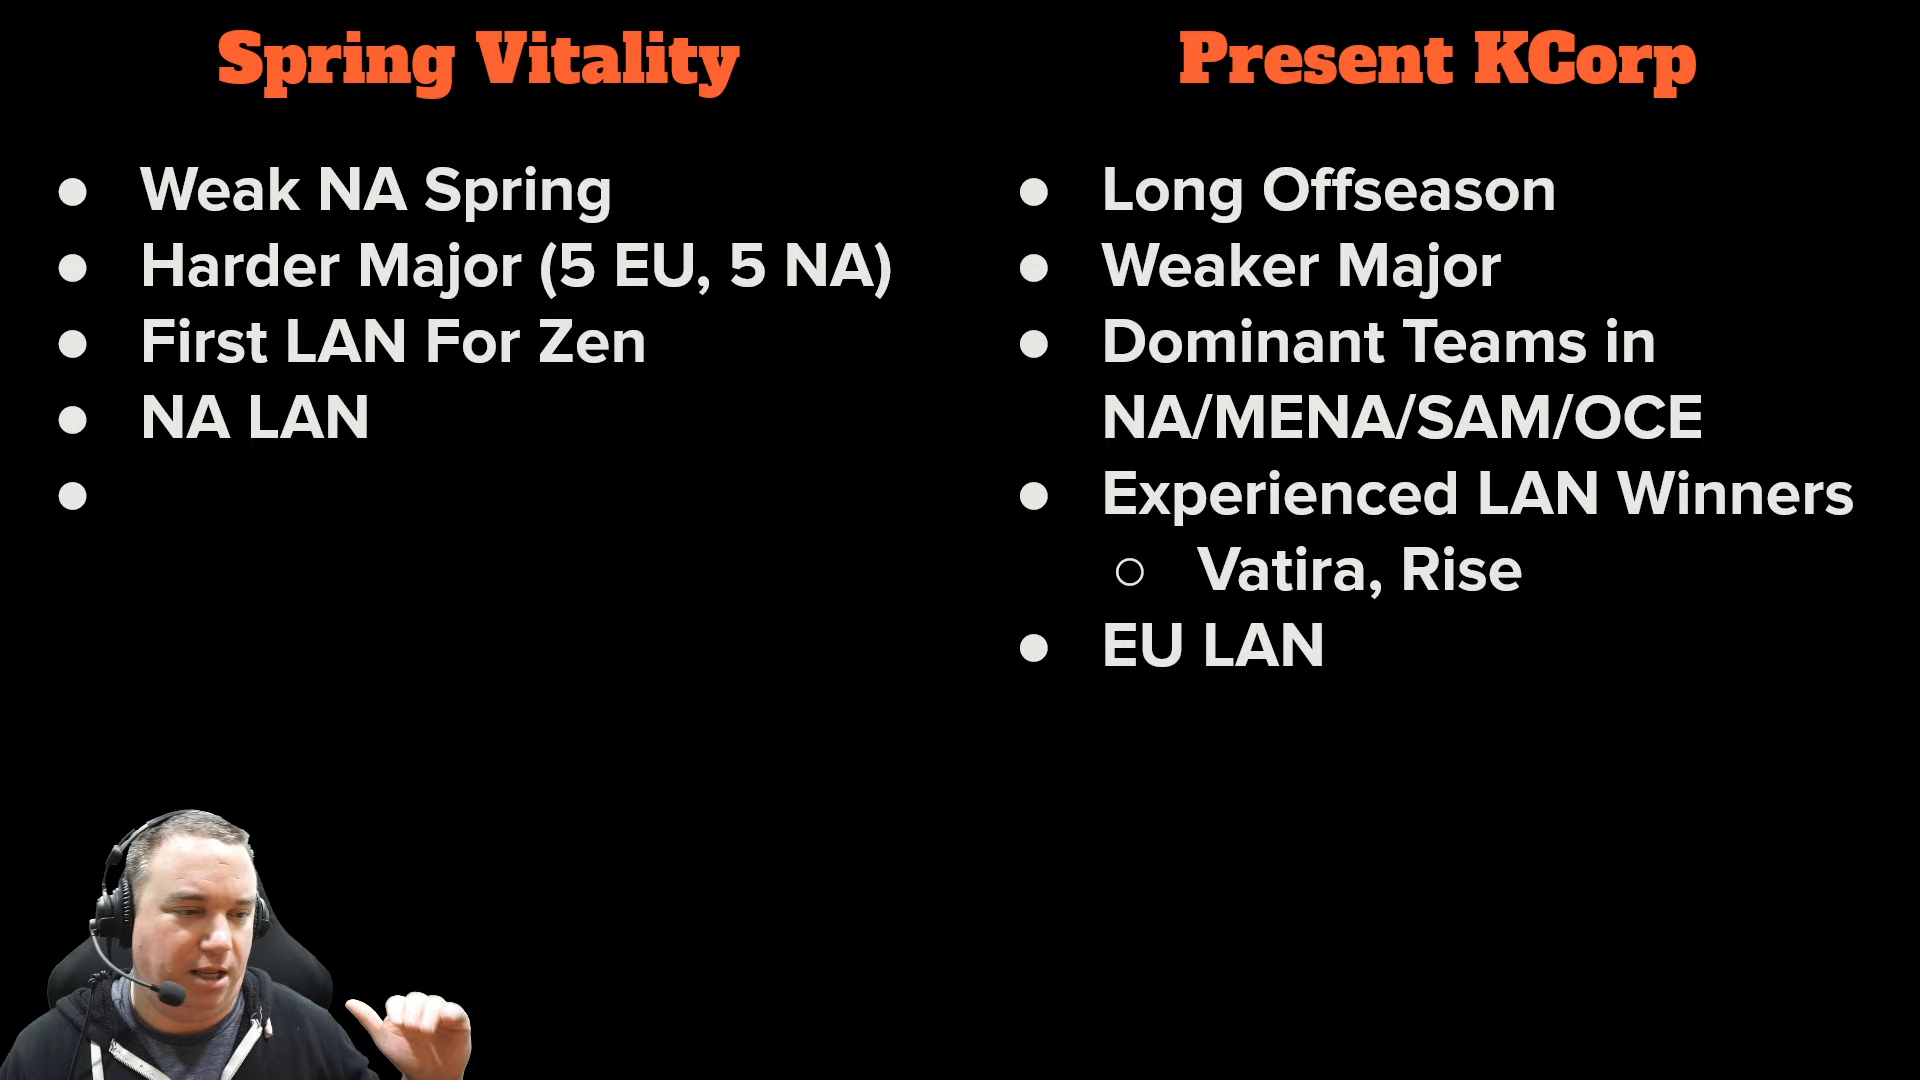 Spring Vitality
● Weak NA Spring
● Harder Major (5 EU, 5 NA)
● First LAN For Zen
● NA LAN
●
Present KCorp
● Long Offseason
● Weaker Major
● Dominant Teams in
NA/MENA/SAM/OCE
● Experienced LAN Winners
○ Vatira, Rise
● EU LAN